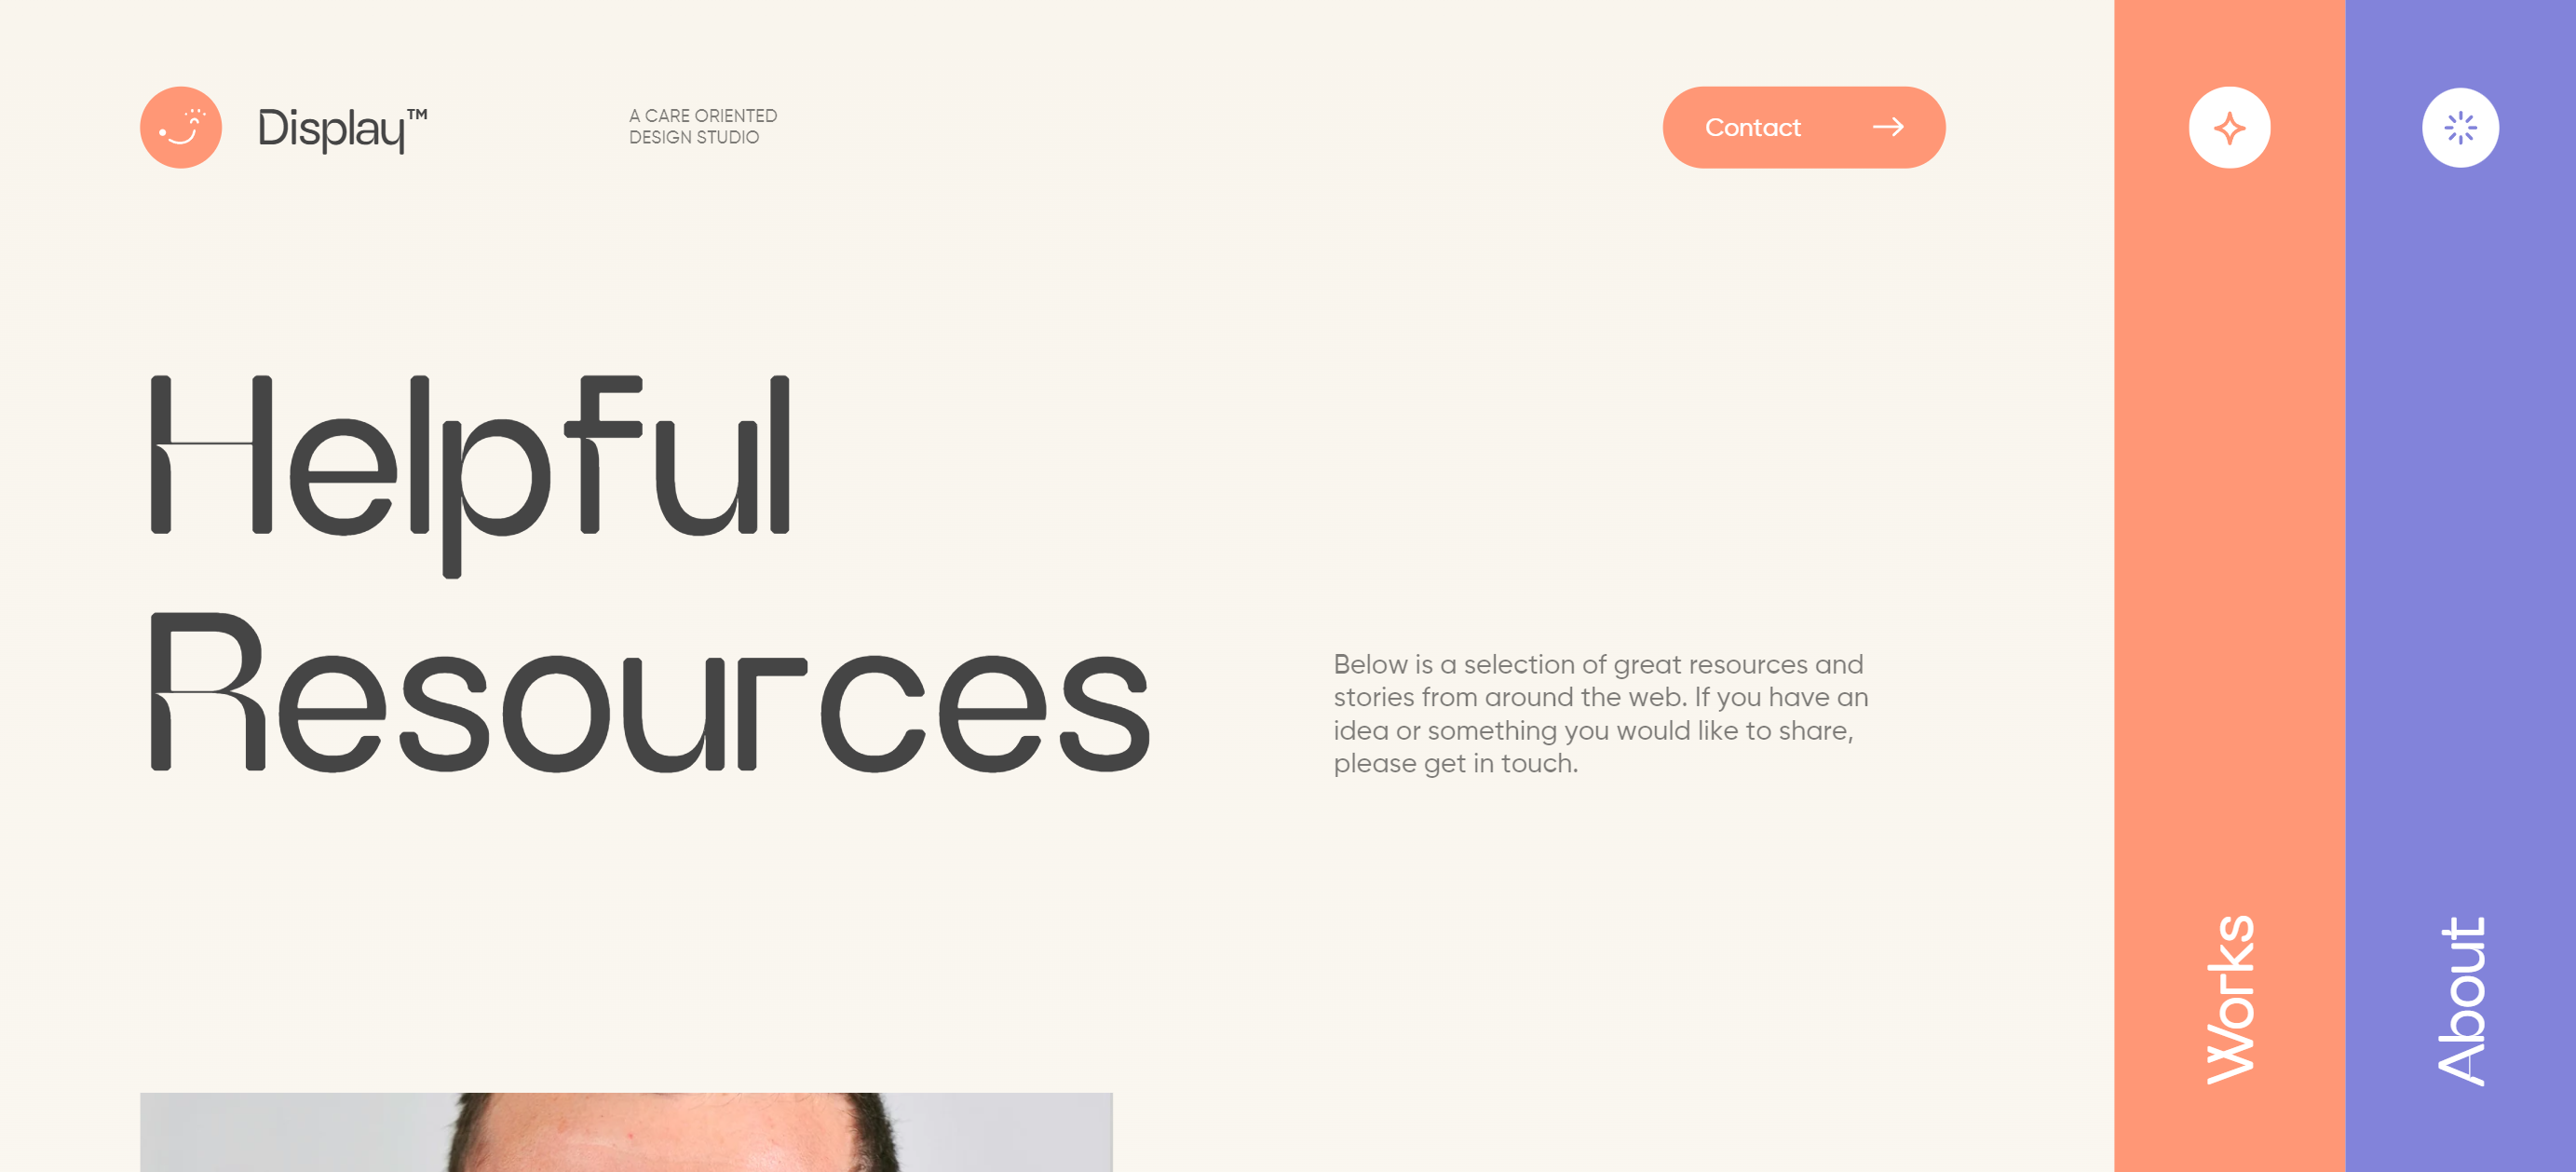 Display™
A CARE ORIENTED
DESIGN STUDIO
Contact
Helpful
Resources
Below is a selection of great resources and
stories from around the web. If you have an
idea or something you would like to share,
please get in touch.
Works
About